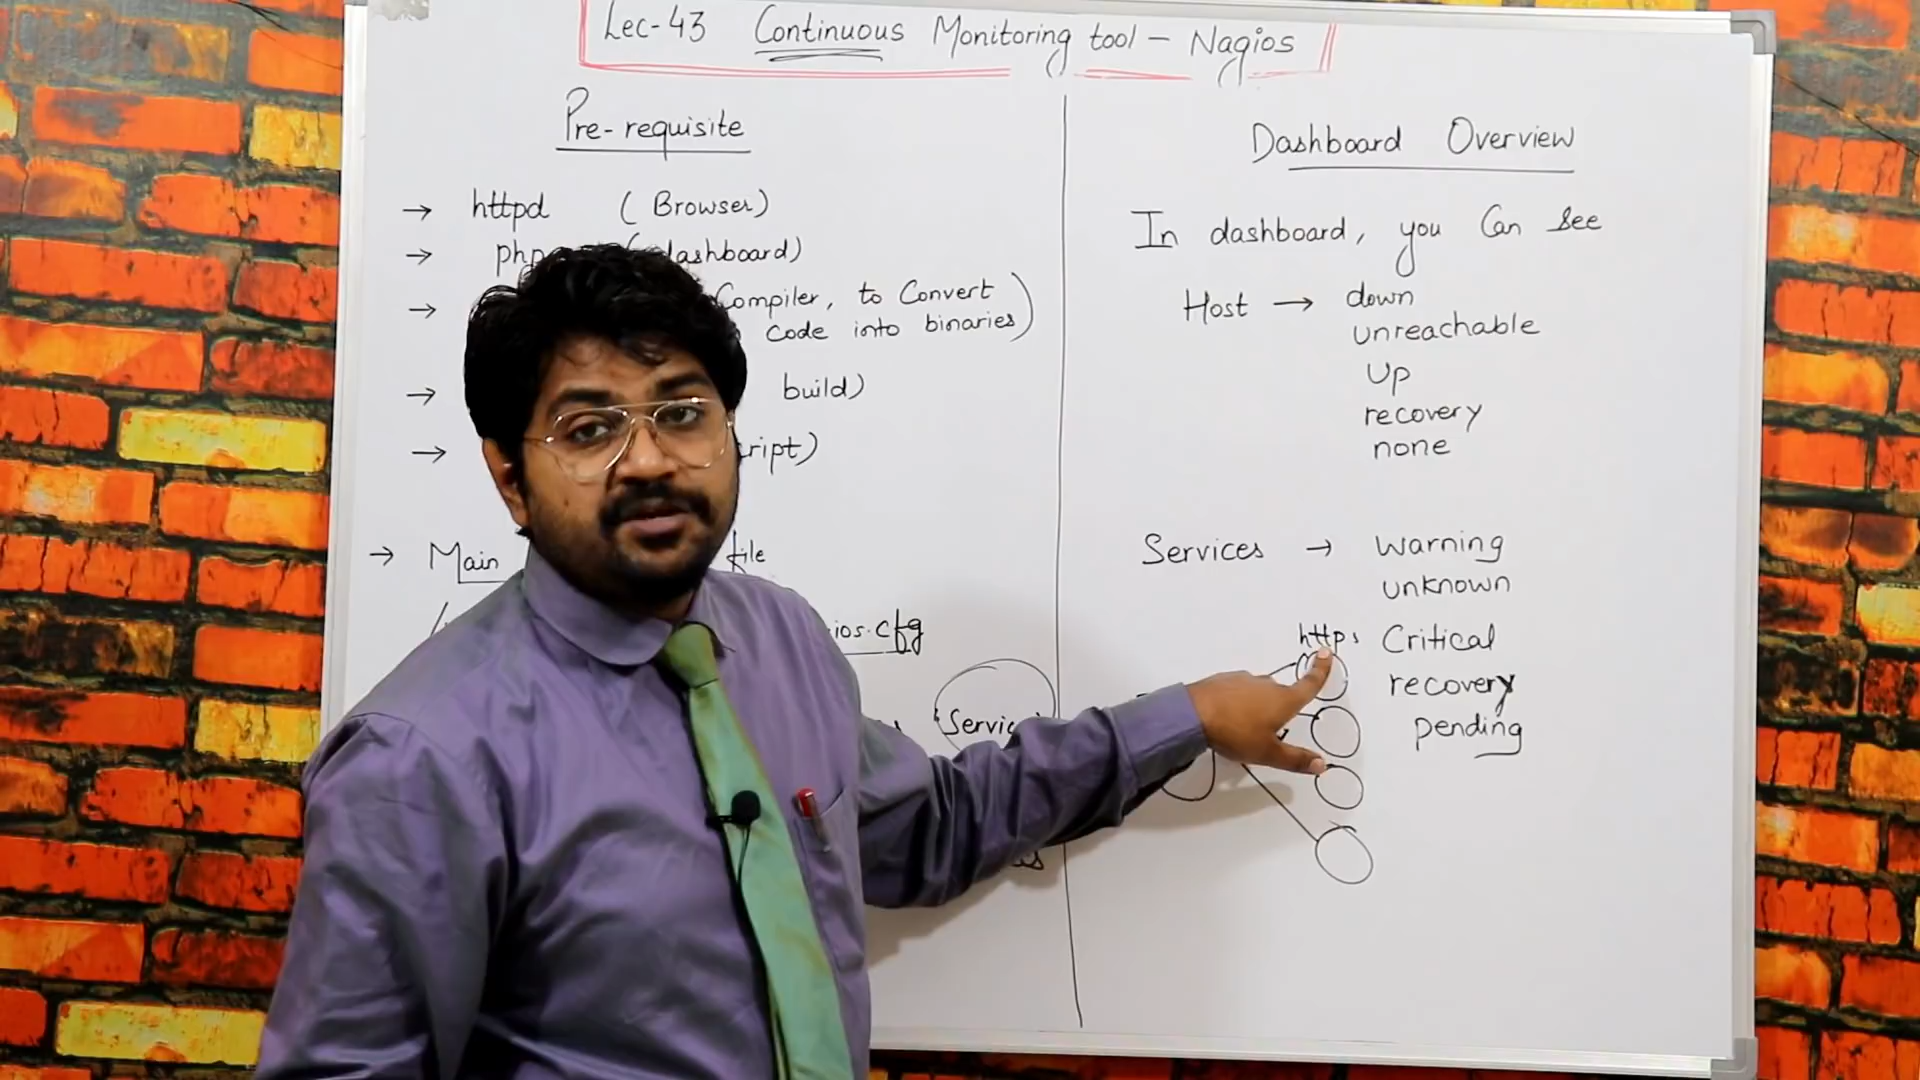 Lec-43 Continuous Monitoring tool - Nagios
Pre-requisite
→ httpd (Browser)
→ php (dashboard)
→ Compiler, to Convert
code into binaries)
→ build)
→ ript)
→ Main file
ios.cfg
Servic
Dashboard Overview
In dashboard, you Can See
Host → down
unreachable
Up
recovery
none
Services → Warning
unknown
https Critical
recovery
pending